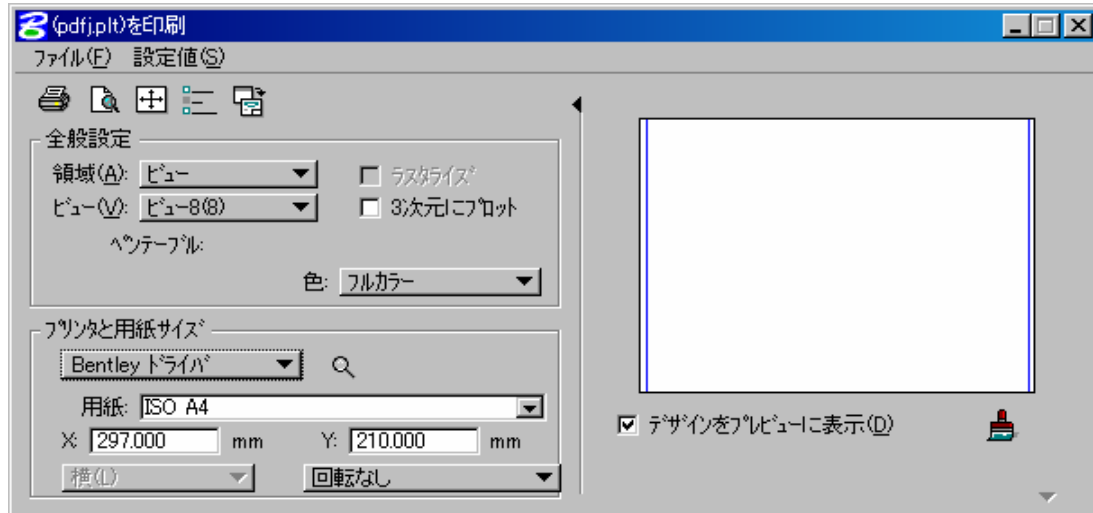 (pdfj.plt)を印刷
ファイル(F) 設定値(S)
全般設定
領域(A): ビュー
ラスタライズ
ビュー(V): ビュー8(8)
3次元にプロット
ペンテーブル:
色: フルカラー
プリンタと用紙サイズ
Bentley ドライバ
用紙: ISO A4
X: 297.000 mm Y: 210.000 mm
横(L) 回転なし
デザインをプレビューに表示(D)